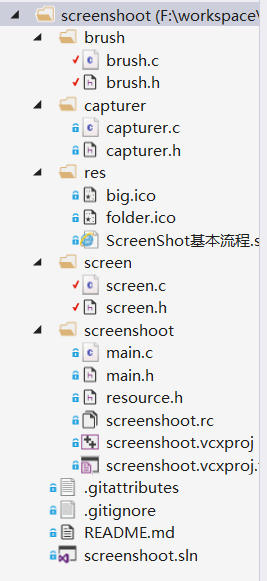 screenshoot (F:\workspace\
brush
brush.c
brush.h
capturer
capturer.c
capturer.h
res
big.ico
folder.ico
ScreenShot基本流程.s
screen
screen.c
screen.h
screenshoot
main.c
main.h
resource.h
screenshoot.rc
screenshoot.vcxproj
screenshoot.vcxproj.
.gitattributes
.gitignore
README.md
screenshoot.sln